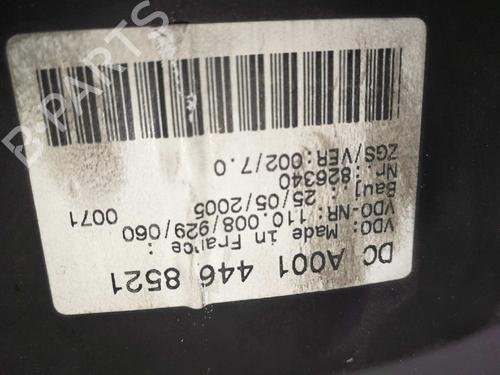 DC A001 446 8521
VDO: Made in France
VDO-NR: 110.008/929/060
Bauj.: 25/05/2005 0071
Nr: 826340
ZGS/VER:002/7.0
B-PARTS